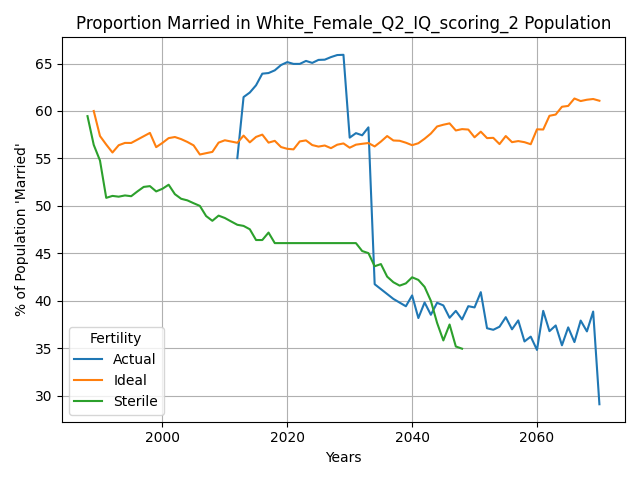 Proportion Married in White_Female_Q2_IQ_scoring_2 Population
% of Population 'Married'
65
60
55
50
45
40
35
30
Fertility
Actual
Ideal
Sterile
2000
2020
2040
2060
Years